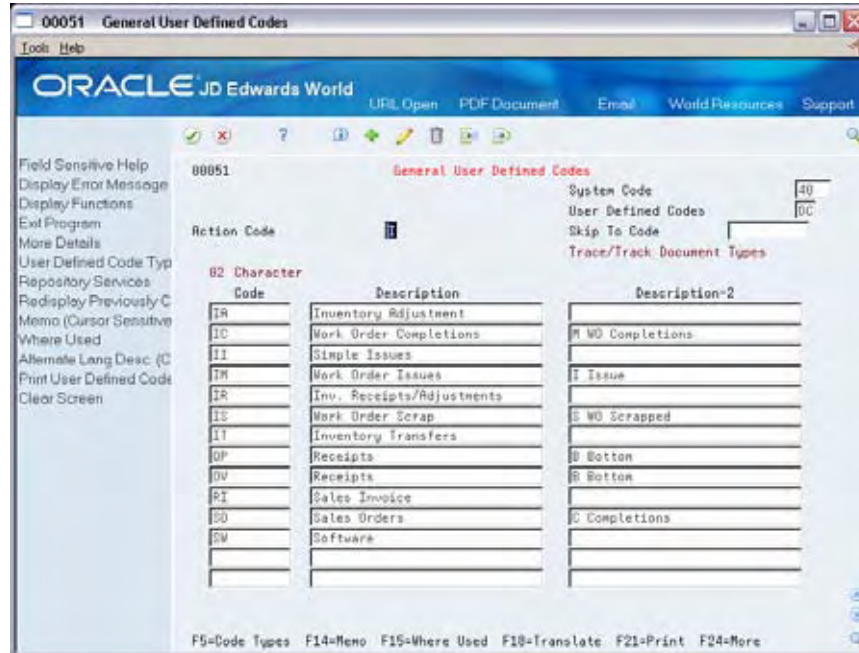 00051 General User Defined Codes
Tools Help
ORACLE JD Edwards World
URL Open PDF Document Email World Resources Support
Field Sensitive Help
Display Error Message
Display Functions
Exit Program
More Details
User Defined Code Typ
Repository Services
Redisplay Previously C
Memo (Cursor Sensitive
Where Used
Alternate Lang Desc. (C
Print User Defined Code
Clear Screen
00051 General User Defined Codes
System Code 40
User Defined Codes DC
Action Code I Skip To Code
Trace/Track Document Types
02 Character
Code Description Description-2
IA Inventory Adjustment
IC Work Order Completions M WO Completions
II Simple Issues
IM Work Order Issues I Issue
IR Inv. Receipts/Adjustments
IS Work Order Scrap S WO Scrapped
IT Inventory Transfers
OP Receipts B Bottom
OV Receipts B Bottom
RI Sales Invoice
SO Sales Orders C Completions
SW Software
F5=Code Types F14=Memo F15=Where Used F18=Translate F21=Print F24=More